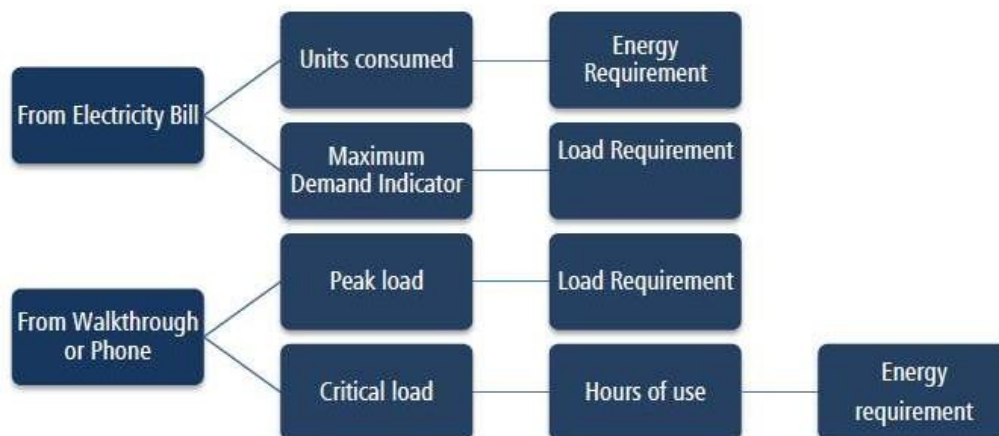 From Electricity Bill
Units consumed
Energy
Requirement
Maximum
Demand Indicator
Load Requirement
From Walkthrough
or Phone
Peak load
Load Requirement
Critical load
Hours of use
Energy
requirement